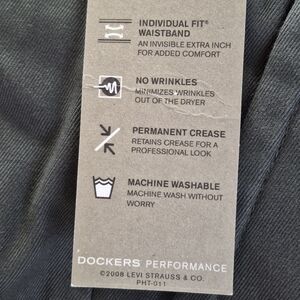 INDIVIDUAL FIT®
WAISTBAND
AN INVISIBLE EXTRA INCH
FOR ADDED COMFORT
NO WRINKLES
MINIMIZES WRINKLES
OUT OF THE DRYER
PERMANENT CREASE
RETAINS CREASE FOR A
PROFESSIONAL LOOK
MACHINE WASHABLE
MACHINE WASH WITHOUT
WORRY
DOCKERS PERFORMANCE
©2008 LEVI STRAUSS & CO.
PHT-011